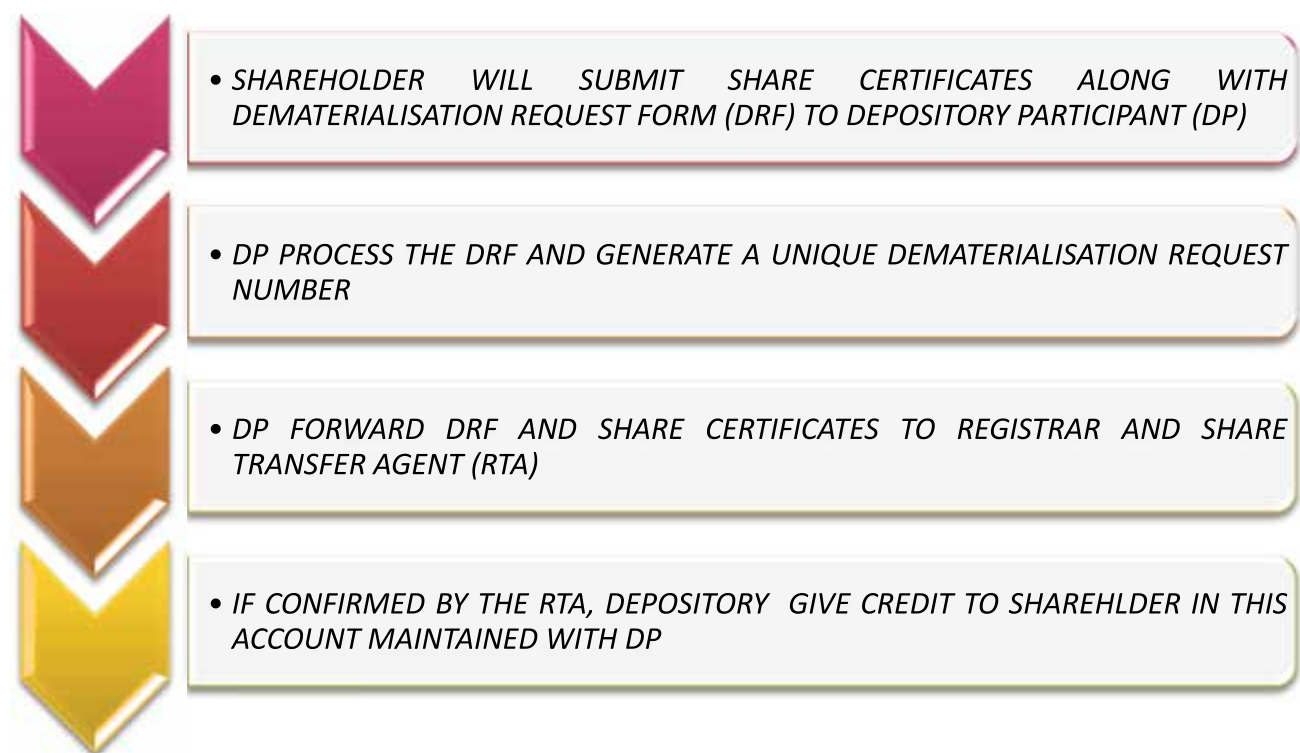 • SHAREHOLDER WILL SUBMIT SHARE CERTIFICATES ALONG WITH
DEMATERIALISATION REQUEST FORM (DRF) TO DEPOSITORY PARTICIPANT (DP)
• DP PROCESS THE DRF AND GENERATE A UNIQUE DEMATERIALISATION REQUEST
NUMBER
• DP FORWARD DRF AND SHARE CERTIFICATES TO REGISTRAR AND SHARE
TRANSFER AGENT (RTA)
• IF CONFIRMED BY THE RTA, DEPOSITORY GIVE CREDIT TO SHAREHLDER IN THIS
ACCOUNT MAINTAINED WITH DP